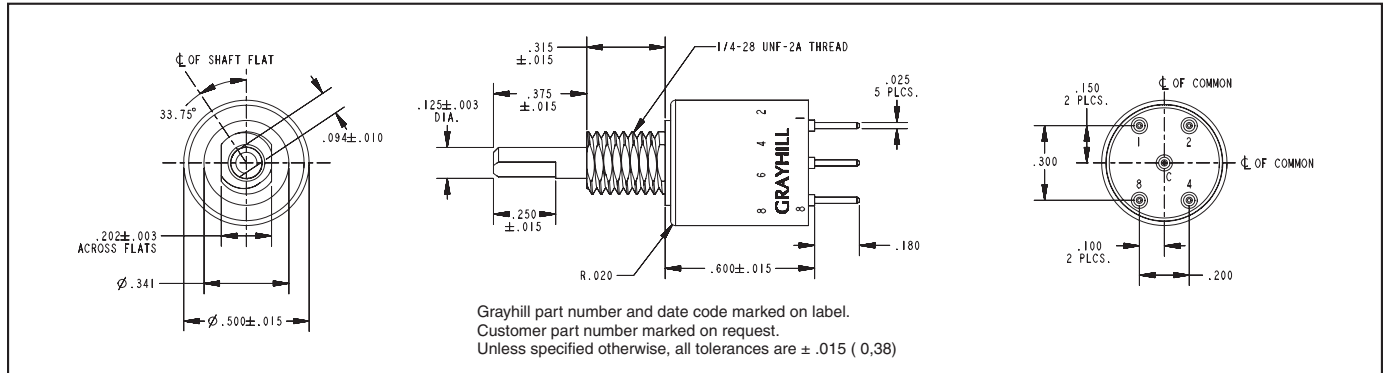 ℄ OF SHAFT FLAT
33.75°
.094±.010
.202±.003
ACROSS FLATS
Ø.341
Ø.500±.015
.315
±.015
1/4-28 UNF-2A THREAD
.375
±.015
.125±.003
DIA.
.250
±.015
R.020
.600±.015
.180
.025
5 PLCS.
2
4
6
8
GRAYHILL
1
8
Grayhill part number and date code marked on label.
Customer part number marked on request.
Unless specified otherwise, all tolerances are ± .015 ( 0,38)
℄ OF COMMON
.150
2 PLCS.
.300
1 2
C
8 4
℄ OF COMMON
.100
2 PLCS.
.200